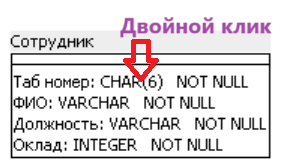 Двойной клик
Сотрудник
Таб номер: CHAR(6) NOT NULL
ФИО: VARCHAR NOT NULL
Должность: VARCHAR NOT NULL
Оклад: INTEGER NOT NULL